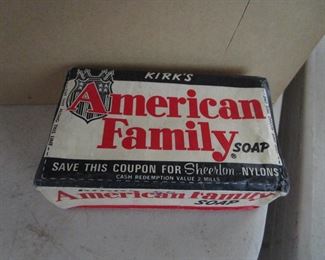 KIRK'S
American
Family
SOAP
SAVE THIS COUPON FOR Sheerlon NYLONS
CASH REDEMPTION VALUE 2 MILLS
American Family
SOAP